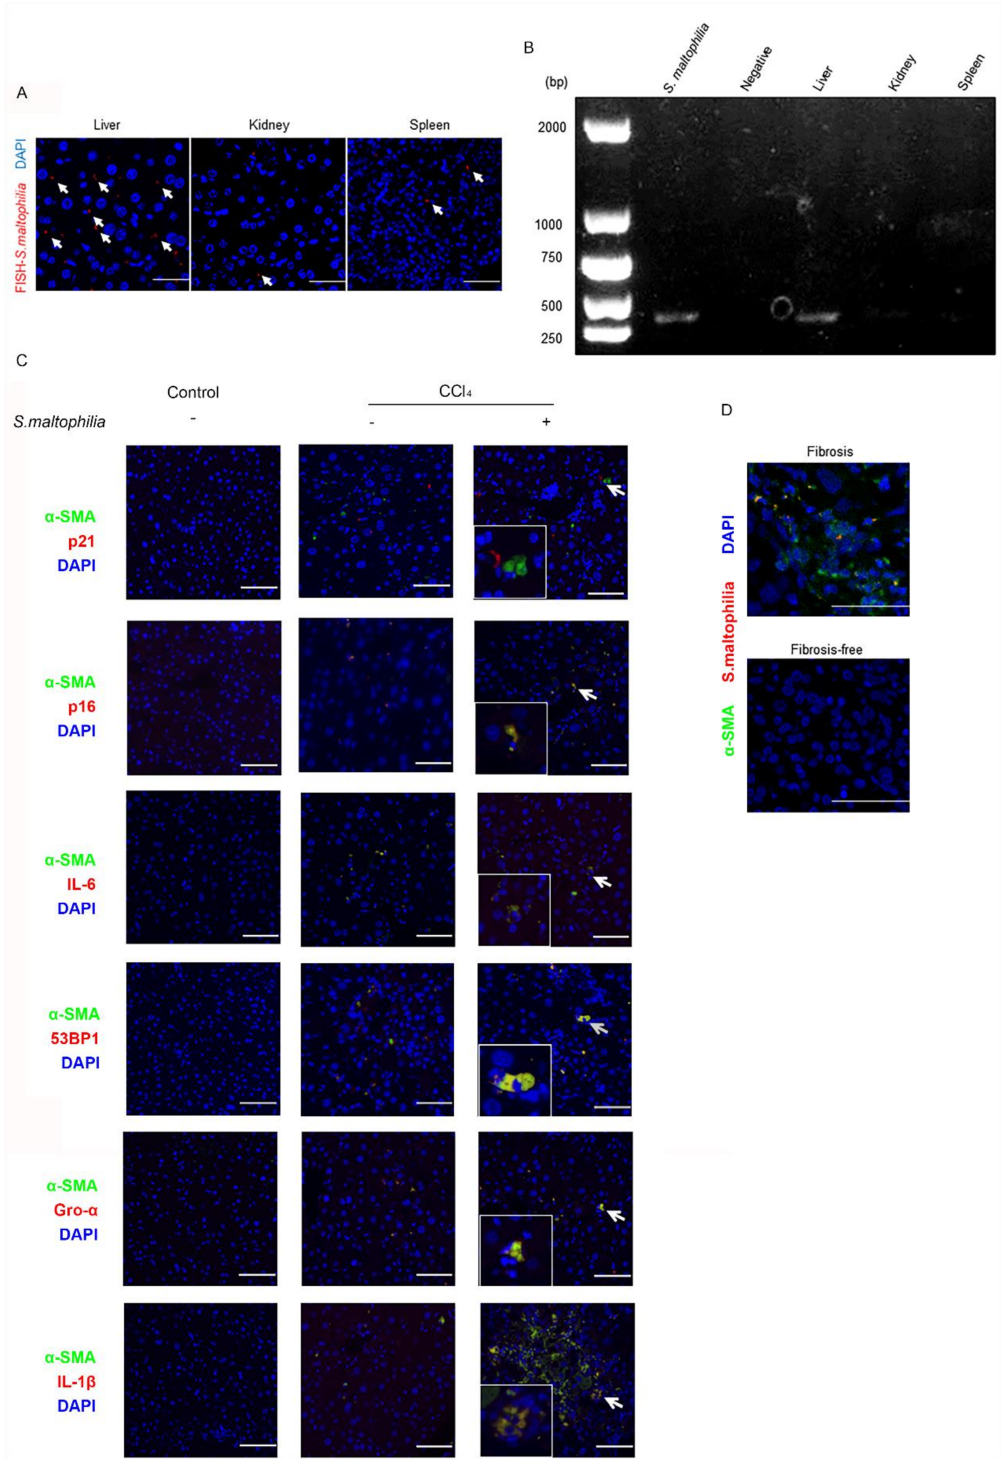 A
Liver Kidney Spleen
FISH-S.maltophilia DAPI
B
(bp) S. maltophilia Negative Liver Kidney Spleen
2000
1000
750
500
250
C
Control CCl₄
S.maltophilia - - +
α-SMA
p21
DAPI
α-SMA
p16
DAPI
α-SMA
IL-6
DAPI
α-SMA
53BP1
DAPI
α-SMA
Gro-α
DAPI
α-SMA
IL-1β
DAPI
D
Fibrosis
α-SMA S.maltophilia DAPI
Fibrosis-free